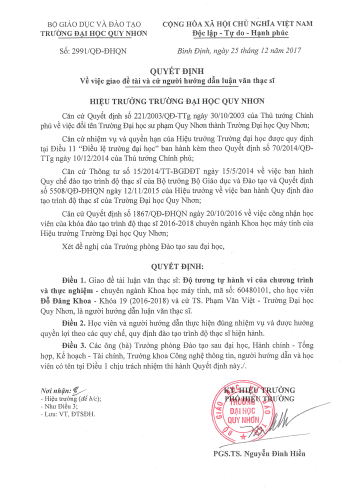 BỘ GIÁO DỤC VÀ ĐÀO TẠO
TRƯỜNG ĐẠI HỌC QUY NHƠN
CỘNG HÒA XÃ HỘI CHỦ NGHĨA VIỆT NAM
Độc lập - Tự do - Hạnh phúc
Số: 2991/QĐ-ĐHQN
Bình Định, ngày 25 tháng 12 năm 2017
QUYẾT ĐỊNH
Về việc giao đề tài và cử người hướng dẫn luận văn thạc sĩ
HIỆU TRƯỞNG TRƯỜNG ĐẠI HỌC QUY NHƠN
Căn cứ Quyết định số 221/2003/QĐ-TTg ngày 30/10/2003 của Thủ tướng Chính
phủ về việc đổi tên Trường Đại học sư phạm Quy Nhơn thành Trường Đại học Quy Nhơn;
Căn cứ nhiệm vụ và quyền hạn của Hiệu trưởng Trường đại học được quy định
tại Điều 11 “Điều lệ trường đại học” ban hành kèm theo Quyết định số 70/2014/QĐ-
TTg ngày 10/12/2014 của Thủ tướng Chính phủ;
Căn cứ Thông tư số 15/2014/TT-BGDĐT ngày 15/5/2014 về việc ban hành
Quy chế đào tạo trình độ thạc sĩ của Bộ trưởng Bộ Giáo dục và Đào tạo và Quyết định
số 5508/QĐ-ĐHQN ngày 12/11/2015 của Hiệu trưởng về việc ban hành Quy định đào
tạo trình độ thạc sĩ của Trường Đại học Quy Nhơn;
Căn cứ Quyết định số 1867/QĐ-ĐHQN ngày 20/10/2016 về việc công nhận học
viên của khóa đào tạo trình độ thạc sĩ 2016-2018 chuyên ngành Khoa học máy tính của
Hiệu trưởng Trường Đại học Quy Nhơn;
Xét đề nghị của Trưởng phòng Đào tạo sau đại học,
QUYẾT ĐỊNH:
Điều 1. Giao đề tài luận văn thạc sĩ: Độ tương tự hành vi của chương trình
và thực nghiệm - chuyên ngành Khoa học máy tính, mã số: 60480101, cho học viên
Đỗ Đăng Khoa - Khóa 19 (2016-2018) và cử TS. Phạm Văn Việt - Trường Đại học
Quy Nhơn, là người hướng dẫn luận văn thạc sĩ.
Điều 2. Học viên và người hướng dẫn thực hiện đúng nhiệm vụ và được hưởng
quyền lợi theo các quy chế, quy định đào tạo trình độ thạc sĩ hiện hành.
Điều 3. Các ông (bà) Trưởng phòng Đào tạo sau đại học, Hành chính - Tổng
hợp, Kế hoạch - Tài chính, Trưởng khoa Công nghệ thông tin, người hướng dẫn và học
viên có tên tại Điều 1 chịu trách nhiệm thi hành Quyết định này./.
Nơi nhận:
- Hiệu trưởng (để b/c);
- Như Điều 3;
- Lưu: VT, ĐTSĐH.
KT. HIỆU TRƯỞNG
PHÓ HIỆU TRƯỞNG
TRƯỜNG
ĐẠI HỌC
QUY NHƠN
PGS.TS. Nguyễn Đình Hiền